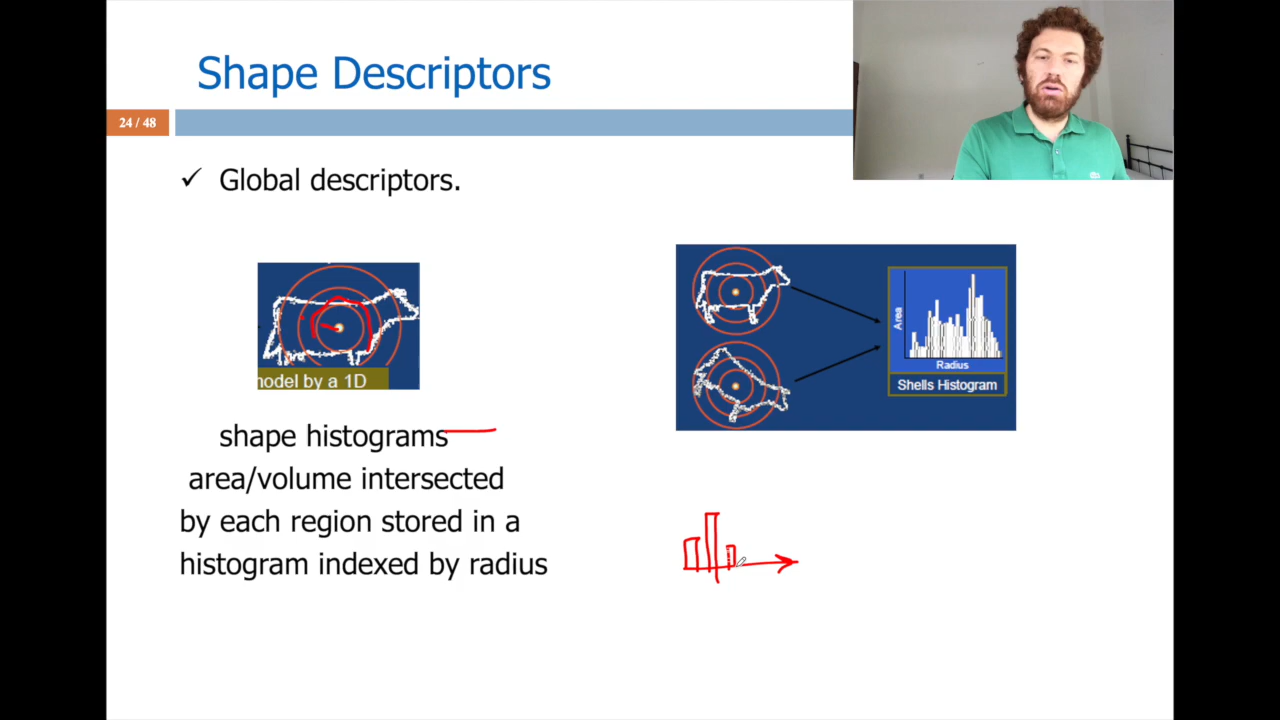 Shape Descriptors
24 / 48
✓ Global descriptors.
nodel by a 1D
Area
Radius
Shells Histogram
shape histograms
area/volume intersected
by each region stored in a
histogram indexed by radius